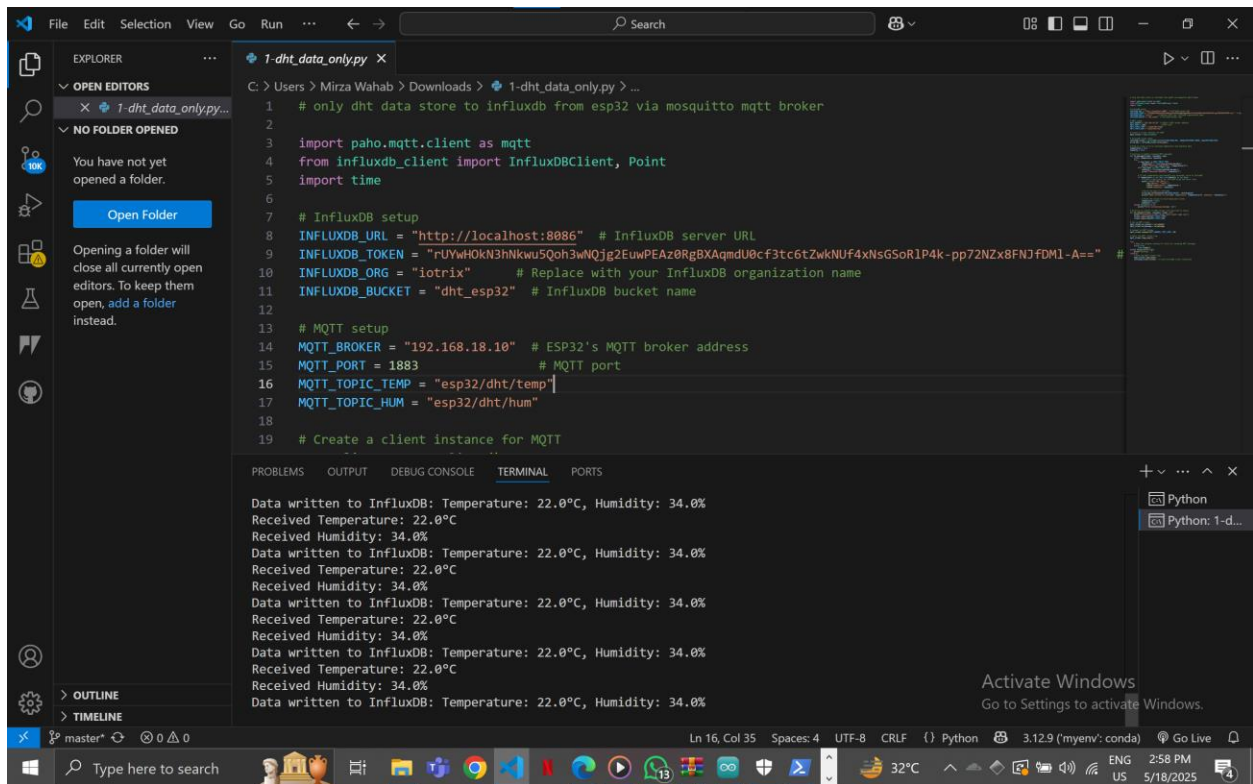 File Edit Selection View Go Run ··· Search
EXPLORER ···
OPEN EDITORS
1-dht_data_only.py...
NO FOLDER OPENED
You have not yet
opened a folder.
Open Folder
Opening a folder will
close all currently open
editors. To keep them
open, add a folder
instead.
OUTLINE
TIMELINE
10K
1-dht_data_only.py
C: > Users > Mirza Wahab > Downloads > 1-dht_data_only.py > ...
1 # only dht data store to influxdb from esp32 via mosquitto mqtt broker
2
3 import paho.mqtt.client as mqtt
4 from influxdb_client import InfluxDBClient, Point
5 import time
6
7 # InfluxDB setup
8 INFLUXDB_URL = "http://localhost:8086" # InfluxDB server URL
9 INFLUXDB_TOKEN = "rUYwHOkN3hNkwu5Qoh3wNQjg2EuwPEAz0RgBXAqmdU0cf3tc6tZwkNUf4xNsGSoRlP4k-pp72NZx8FNJfDMl-A==" #
10 INFLUXDB_ORG = "iotrix" # Replace with your InfluxDB organization name
11 INFLUXDB_BUCKET = "dht_esp32" # InfluxDB bucket name
12
13 # MQTT setup
14 MQTT_BROKER = "192.168.18.10" # ESP32's MQTT broker address
15 MQTT_PORT = 1883 # MQTT port
16 MQTT_TOPIC_TEMP = "esp32/dht/temp"
17 MQTT_TOPIC_HUM = "esp32/dht/hum"
18
19 # Create a client instance for MQTT
PROBLEMS OUTPUT DEBUG CONSOLE TERMINAL PORTS
Data written to InfluxDB: Temperature: 22.0°C, Humidity: 34.0%
Received Temperature: 22.0°C
Received Humidity: 34.0%
Data written to InfluxDB: Temperature: 22.0°C, Humidity: 34.0%
Received Temperature: 22.0°C
Received Humidity: 34.0%
Data written to InfluxDB: Temperature: 22.0°C, Humidity: 34.0%
Received Temperature: 22.0°C
Received Humidity: 34.0%
Data written to InfluxDB: Temperature: 22.0°C, Humidity: 34.0%
Received Temperature: 22.0°C
Received Humidity: 34.0%
Data written to InfluxDB: Temperature: 22.0°C, Humidity: 34.0%
Python
Python: 1-d...
Activate Windows
Go to Settings to activate Windows.
master* 0 0 Ln 16, Col 35 Spaces: 4 UTF-8 CRLF {} Python 3.12.9 ('myenv': conda) Go Live
Type here to search 13 32°C ENG US 2:58 PM 5/18/2025 4